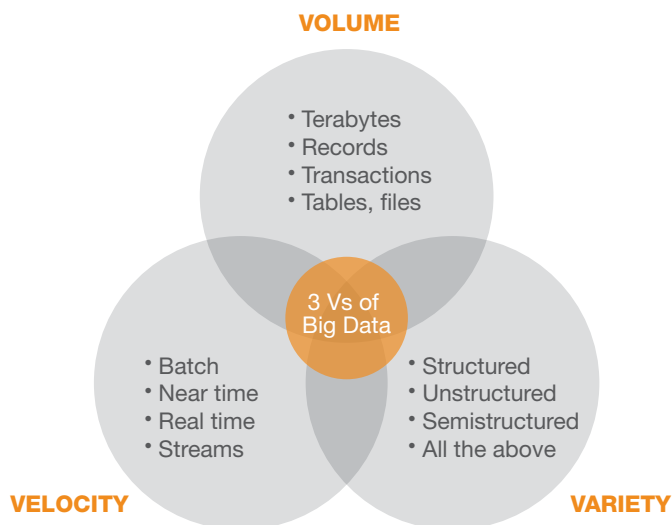 VOLUME
• Terabytes
• Records
• Transactions
• Tables, files
3 Vs of
Big Data
• Batch
• Near time
• Real time
• Streams
• Structured
• Unstructured
• Semistructured
• All the above
VELOCITY
VARIETY